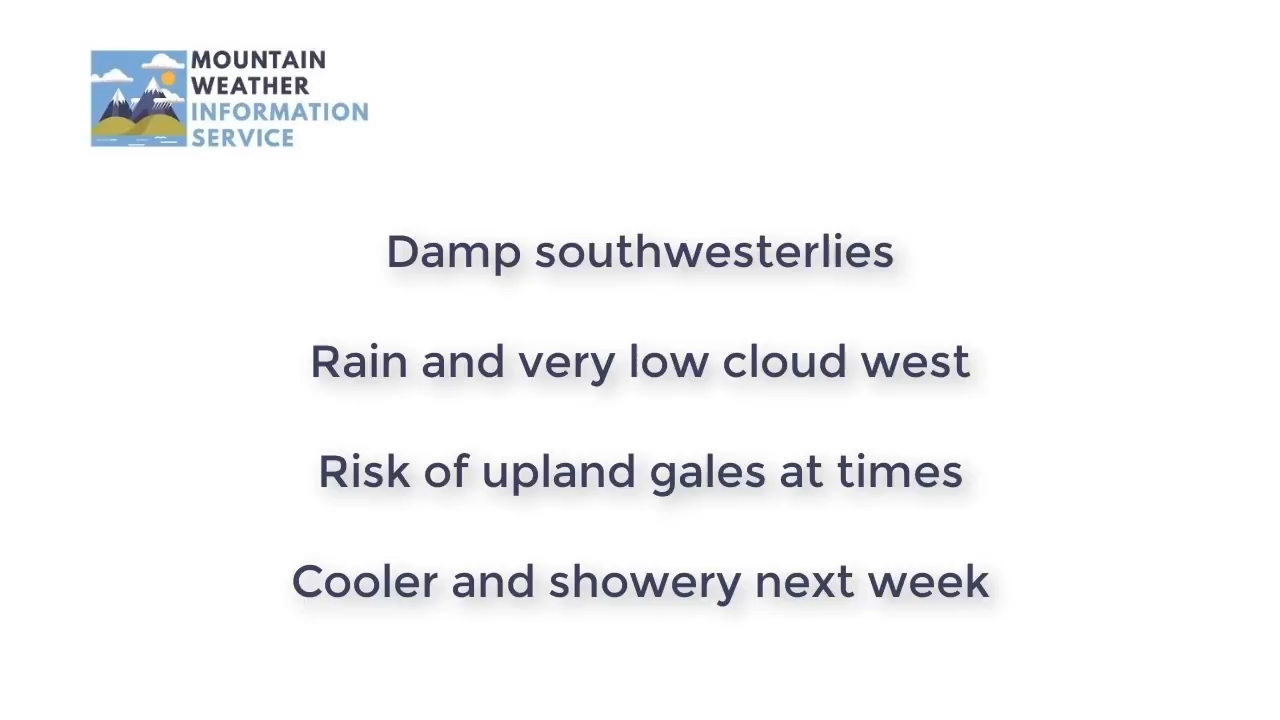 MOUNTAIN
WEATHER
INFORMATION
SERVICE
Damp southwesterlies
Rain and very low cloud west
Risk of upland gales at times
Cooler and showery next week